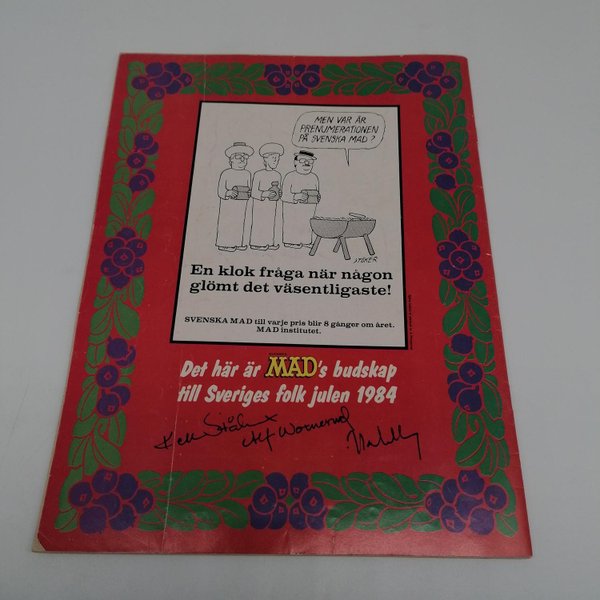 MEN VAR ÄR
PRENUMERATIONEN
PÅ SVENSKA MAD?
STOKER
En klok fråga när någon
glömt det väsentligaste!
SVENSKA MAD till varje pris blir 8 gånger om året.
MAD institutet.
Det här är MAD's budskap
till Sveriges folk julen 1984